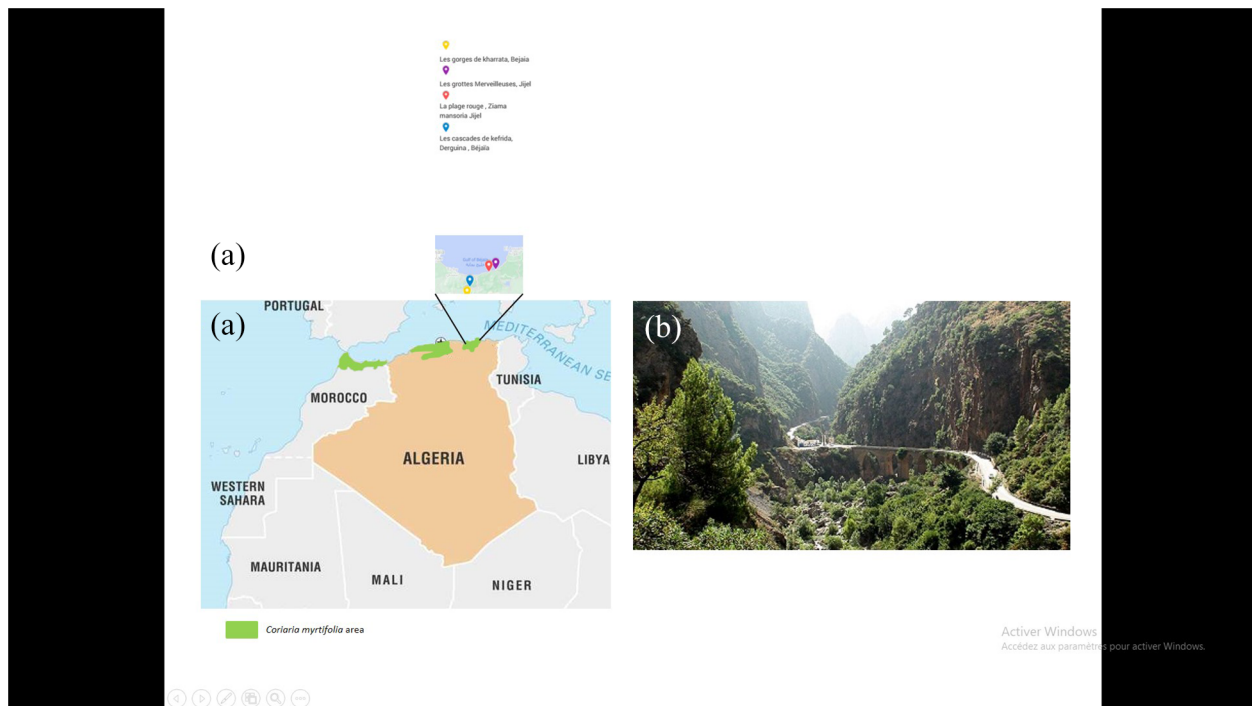 Les gorges de kharrata, Bejaia
Les grottes Merveilleuses, Jijel
La plage rouge , Ziama
mansoria Jijel
Les cascades de kefrida,
Derguina , Béjaïa
(a)
(a)
PORTUGAL
MEDITERRANEAN SE
TUNISIA
MOROCCO
ALGERIA
LIBYA
WESTERN
SAHARA
MAURITANIA
MALI
NIGER
(b)
Coriaria myrtifolia area
Activer Windows
Accédez aux paramètres pour activer Windows.